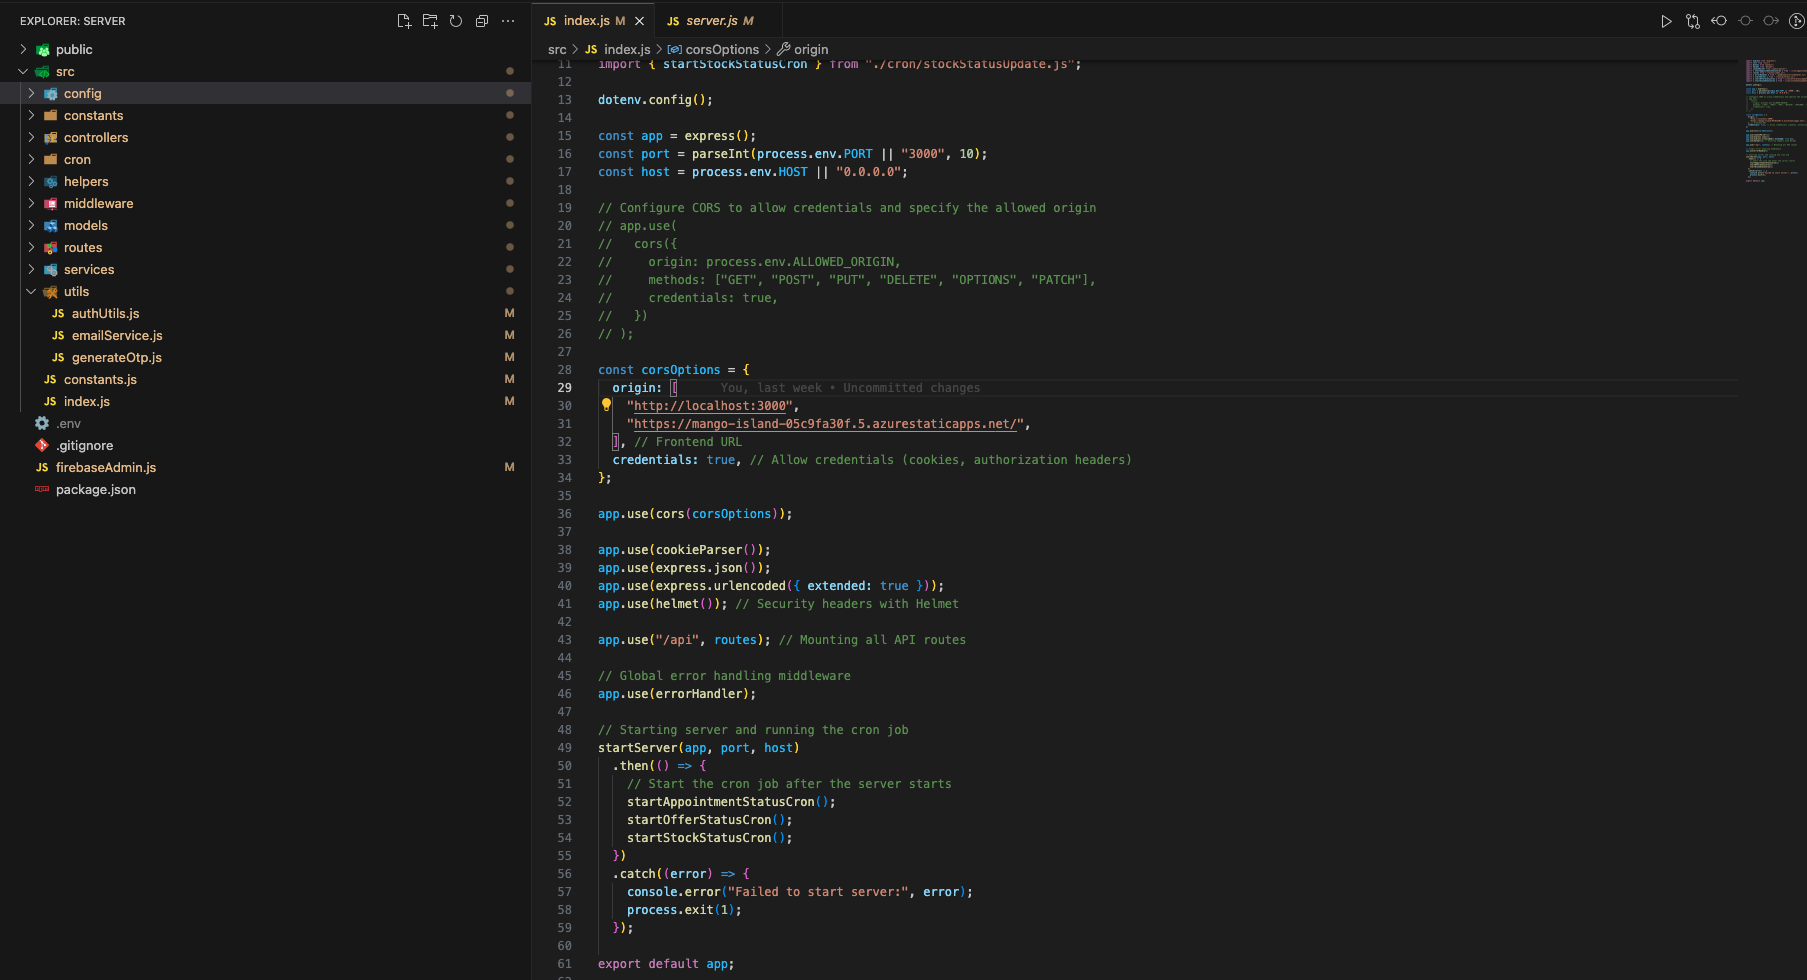 EXPLORER: SERVER
public
src
config
constants
controllers
cron
helpers
middleware
models
routes
services
utils
JS authUtils.js M
JS emailService.js M
JS generateOtp.js M
JS constants.js M
JS index.js M
.env
.gitignore
JS firebaseAdmin.js M
package.json
JS index.js M
JS server.js M
src > JS index.js > corsOptions > origin
11 import { startStockStatusCron } from "./cron/stockStatusUpdate.js";
12
13 dotenv.config();
14
15 const app = express();
16 const port = parseInt(process.env.PORT || "3000", 10);
17 const host = process.env.HOST || "0.0.0.0";
18
19 // Configure CORS to allow credentials and specify the allowed origin
20 // app.use(
21 //   cors({
22 //     origin: process.env.ALLOWED_ORIGIN,
23 //     methods: ["GET", "POST", "PUT", "DELETE", "OPTIONS", "PATCH"],
24 //     credentials: true,
25 //   })
26 // );
27
28 const corsOptions = {
29   origin: [ You, last week • Uncommitted changes
30     "http://localhost:3000",
31     "https://mango-island-05c9fa30f.5.azurestaticapps.net/",
32   ], // Frontend URL
33   credentials: true, // Allow credentials (cookies, authorization headers)
34 };
35
36 app.use(cors(corsOptions));
37
38 app.use(cookieParser());
39 app.use(express.json());
40 app.use(express.urlencoded({ extended: true }));
41 app.use(helmet()); // Security headers with Helmet
42
43 app.use("/api", routes); // Mounting all API routes
44
45 // Global error handling middleware
46 app.use(errorHandler);
47
48 // Starting server and running the cron job
49 startServer(app, port, host)
50   .then(() => {
51     // Start the cron job after the server starts
52     startAppointmentStatusCron();
53     startOfferStatusCron();
54     startStockStatusCron();
55   })
56   .catch((error) => {
57     console.error("Failed to start server:", error);
58     process.exit(1);
59   });
60
61 export default app;